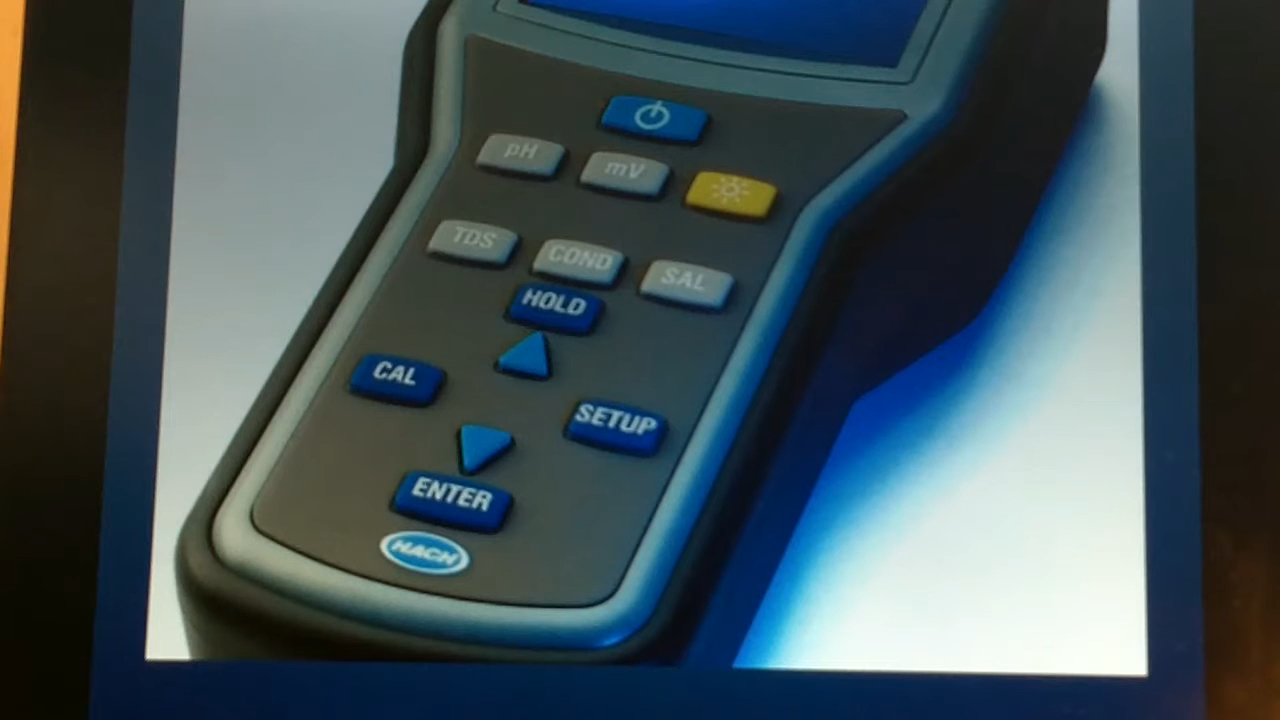 pH mV
TDS COND SAL
HOLD
CAL
SETUP
ENTER
HACH